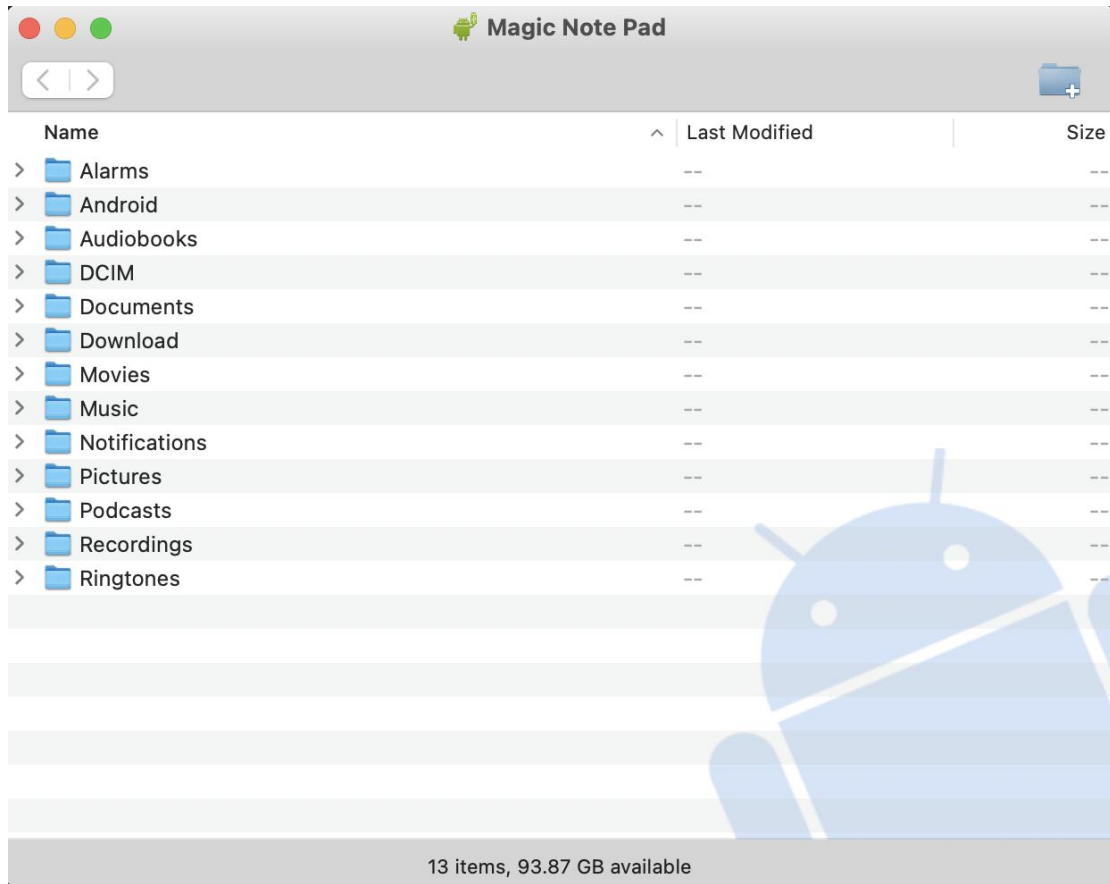 Magic Note Pad
Name Last Modified Size
Alarms -- --
Android -- --
Audiobooks -- --
DCIM -- --
Documents -- --
Download -- --
Movies -- --
Music -- --
Notifications -- --
Pictures -- --
Podcasts -- --
Recordings -- --
Ringtones -- --
13 items, 93.87 GB available